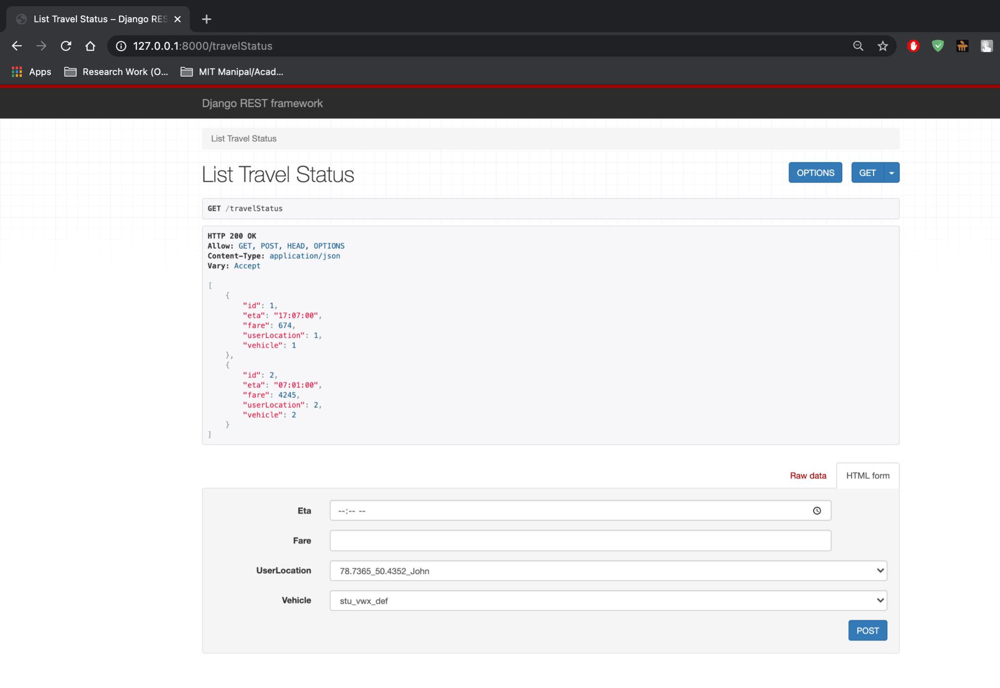 List Travel Status – Django RES
127.0.0.1:8000/travelStatus
Apps
Research Work (O...
MIT Manipal/Acad...
Django REST framework
List Travel Status
List Travel Status
OPTIONS
GET
GET /travelStatus
HTTP 200 OK
Allow: GET, POST, HEAD, OPTIONS
Content-Type: application/json
Vary: Accept
[
{
"id": 1,
"eta": "17:07:00",
"fare": 674,
"userLocation": 1,
"vehicle": 1
},
{
"id": 2,
"eta": "07:01:00",
"fare": 4245,
"userLocation": 2,
"vehicle": 2
}
]
Raw data
HTML form
Eta
--:-- --
Fare
UserLocation
78.7365_50.4352_John
Vehicle
stu_vwx_def
POST